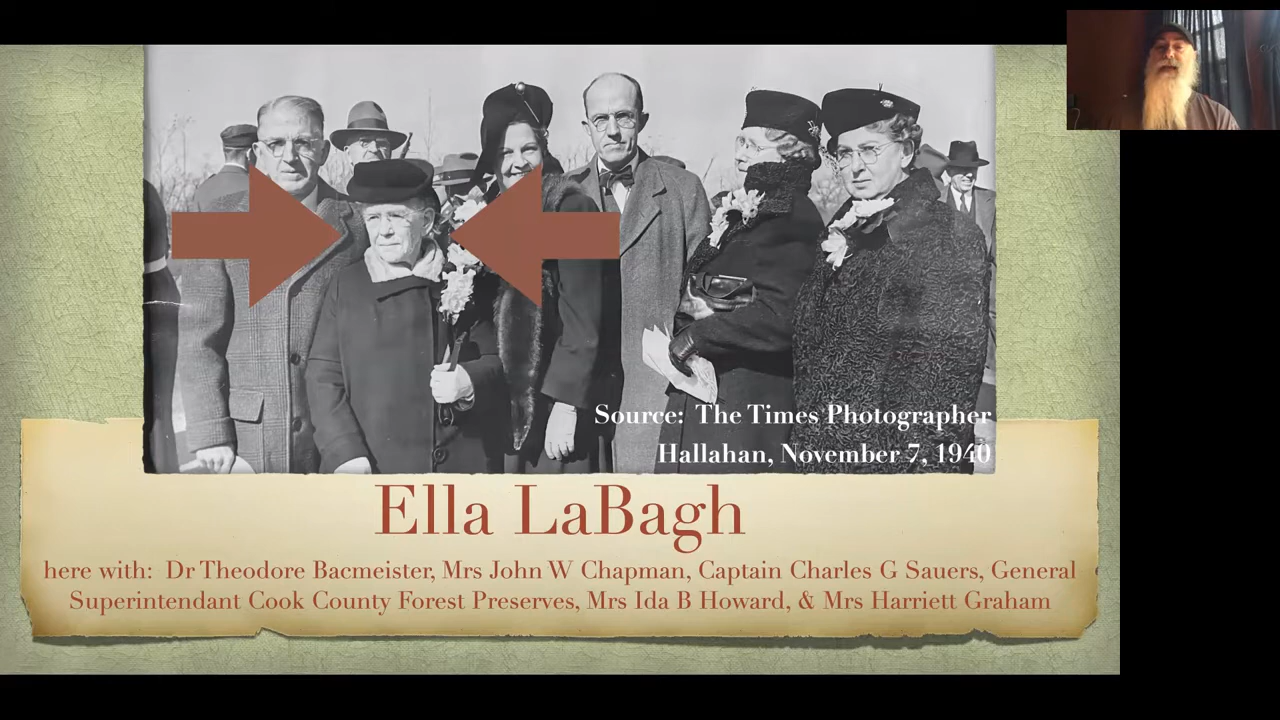 Source: The Times Photographer
Hallahan, November 7, 1940
Ella LaBagh
here with: Dr Theodore Bacmeister, Mrs John W Chapman, Captain Charles G Sauers, General
Superintendant Cook County Forest Preserves, Mrs Ida B Howard, & Mrs Harriett Graham